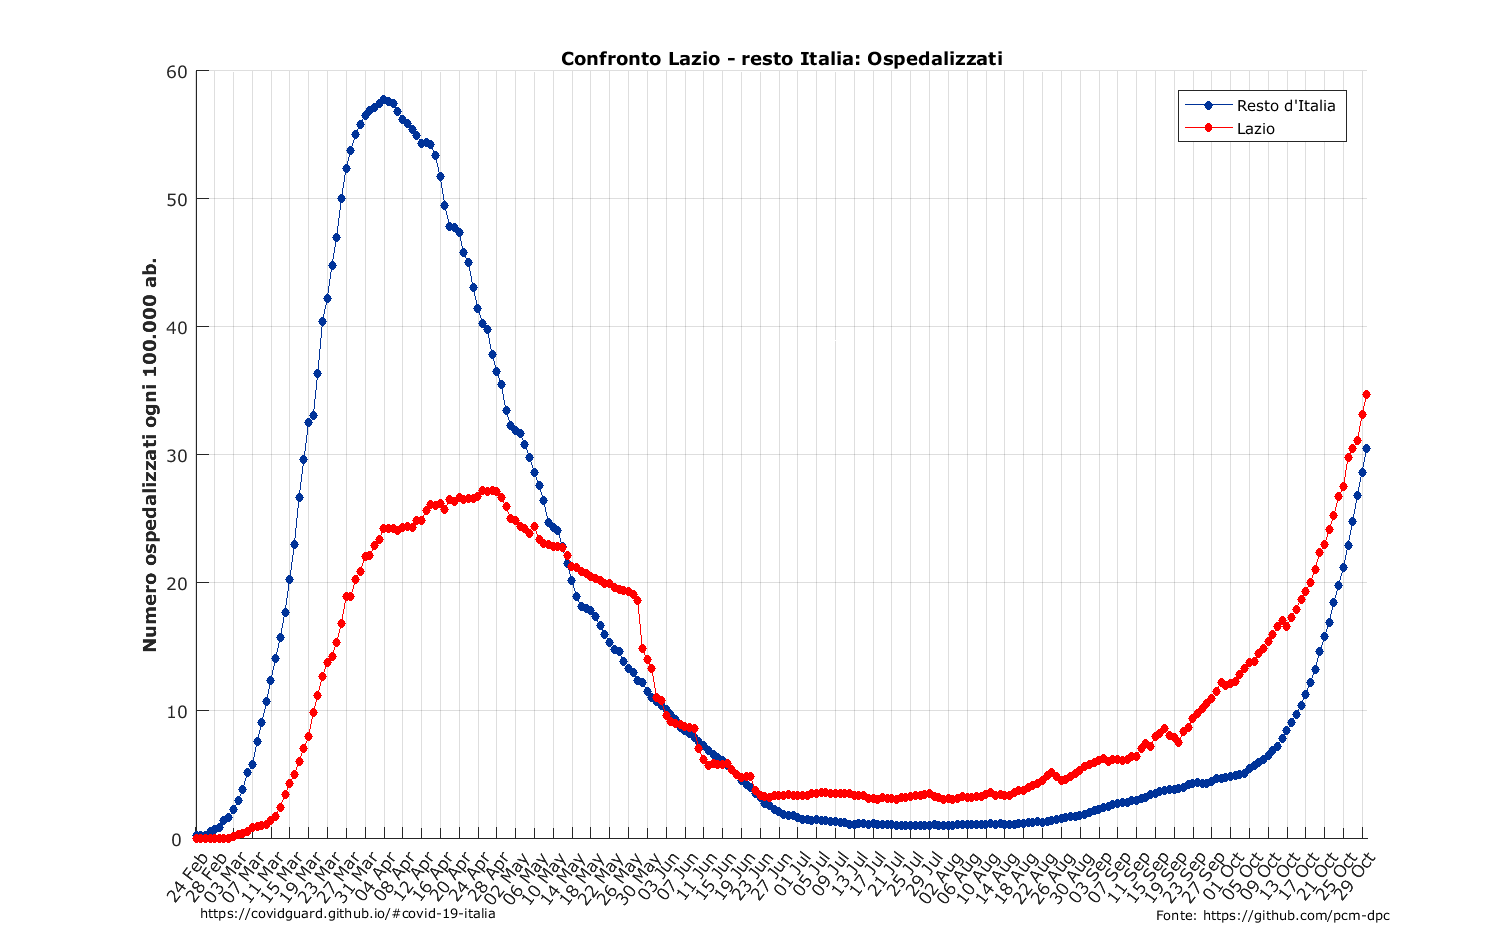 Confronto Lazio - resto Italia: Ospedalizzati
Numero ospedalizzati ogni 100.000 ab.
60
50
40
30
20
10
0
Resto d'Italia
Lazio
24 Feb
28 Feb
03 Mar
07 Mar
11 Mar
15 Mar
19 Mar
23 Mar
27 Mar
31 Mar
04 Apr
08 Apr
12 Apr
16 Apr
20 Apr
24 Apr
28 Apr
02 May
06 May
10 May
14 May
18 May
22 May
26 May
30 May
03 Jun
07 Jun
11 Jun
15 Jun
19 Jun
23 Jun
27 Jun
01 Jul
05 Jul
09 Jul
13 Jul
17 Jul
21 Jul
25 Jul
29 Jul
02 Aug
06 Aug
10 Aug
14 Aug
18 Aug
22 Aug
26 Aug
30 Aug
03 Sep
07 Sep
11 Sep
15 Sep
19 Sep
23 Sep
27 Sep
01 Oct
05 Oct
09 Oct
13 Oct
17 Oct
21 Oct
25 Oct
29 Oct
https://covidguard.github.io/#covid-19-italia
Fonte: https://github.com/pcm-dpc